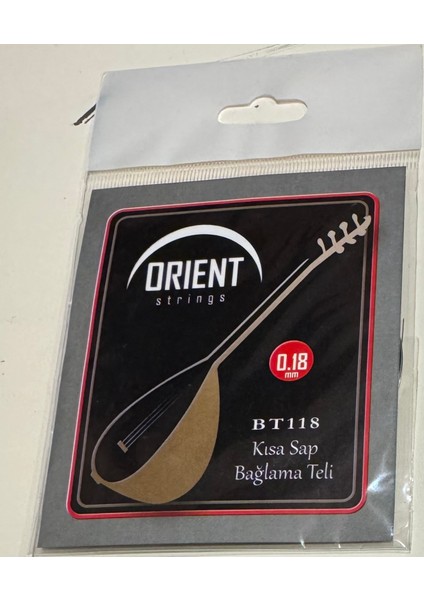 ORIENT
strings
0.18
mm
BT118
Kısa Sap
Bağlama Teli